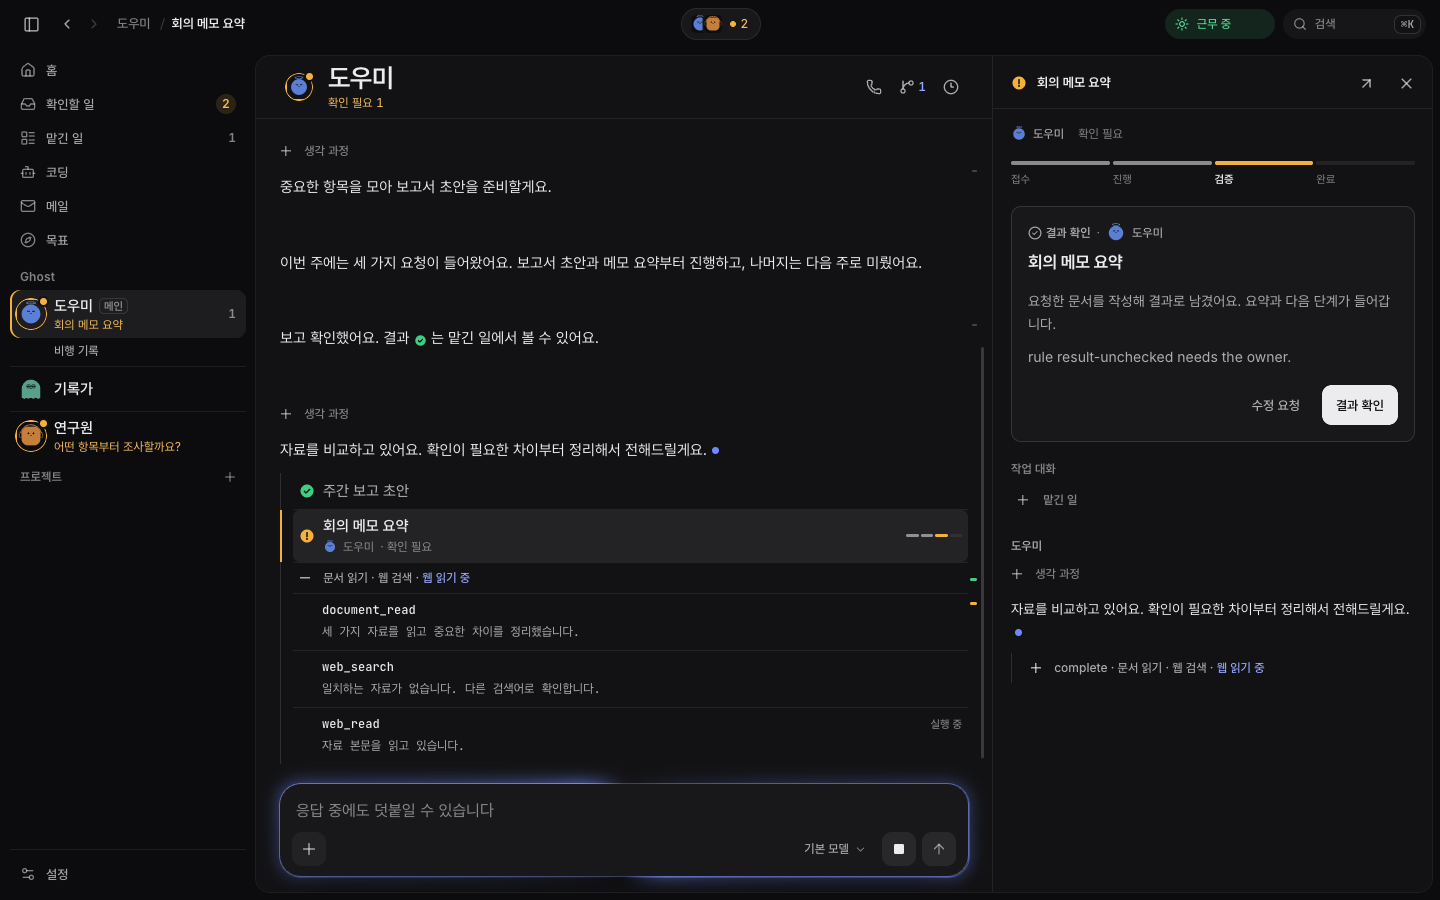 도우미 / 회의 메모 요약
2
근무 중
검색
⌘K
홈
확인할 일
2
맡긴 일
1
코딩
메일
목표
Ghost
도우미
메인
회의 메모 요약
1
비행 기록
기록가
연구원
어떤 항목부터 조사할까요?
프로젝트
설정
도우미
확인 필요 1
1
생각 과정
중요한 항목을 모아 보고서 초안을 준비할게요.
이번 주에는 세 가지 요청이 들어왔어요. 보고서 초안과 메모 요약부터 진행하고, 나머지는 다음 주로 미뤘어요.
보고 확인했어요. 결과 는 맡긴 일에서 볼 수 있어요.
생각 과정
자료를 비교하고 있어요. 확인이 필요한 차이부터 정리해서 전해드릴게요.
주간 보고 초안
회의 메모 요약
도우미 · 확인 필요
문서 읽기 · 웹 검색 · 웹 읽기 중
document_read
세 가지 자료를 읽고 중요한 차이를 정리했습니다.
web_search
일치하는 자료가 없습니다. 다른 검색어로 확인합니다.
web_read
실행 중
자료 본문을 읽고 있습니다.
응답 중에도 덧붙일 수 있습니다
기본 모델
회의 메모 요약
도우미 확인 필요
접수
진행
검증
완료
결과 확인 · 도우미
회의 메모 요약
요청한 문서를 작성해 결과로 남겼어요. 요약과 다음 단계가 들어갑
니다.
rule result-unchecked needs the owner.
수정 요청
결과 확인
작업 대화
맡긴 일
도우미
생각 과정
자료를 비교하고 있어요. 확인이 필요한 차이부터 정리해서 전해드릴게요.
complete · 문서 읽기 · 웹 검색 · 웹 읽기 중